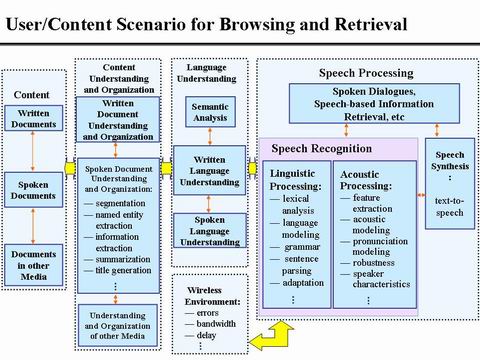 User/Content Scenario for Browsing and Retrieval
Content
Written
Documents
Spoken
Documents
Documents
in other
Media
Content
Understanding
and Organization
Written
Document
Understanding
and Organization
Spoken Document
Understanding
and Organization:
— segmentation
— named entity
extraction
— information
extraction
— summarization
— title generation
⋮
Understanding
and Organization
of other Media
Language
Understanding
Semantic
Analysis
Written
Language
Understanding
Spoken
Language
Understanding
Wireless
Environment:
— errors
— bandwidth
— delay
⋮
Speech Processing
Spoken Dialogues,
Speech-based Information
Retrieval, etc
Speech Recognition
Linguistic
Processing:
— lexical
analysis
— language
modeling
— grammar
— sentence
parsing
— adaptation
⋮
Acoustic
Processing:
— feature
extraction
— acoustic
modeling
— pronunciation
modeling
— robustness
— speaker
characteristics
⋮
Speech
Synthesis
:
text-to-
speech